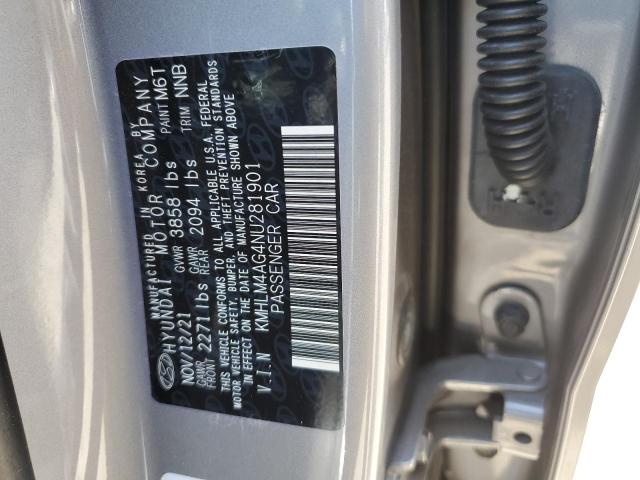 MANUFACTURED IN KOREA BY
HYUNDAI MOTOR COMPANY
NOV/12/21 GVWR 3858 lbs PAINT M6T
GAWR FRON 2271 lbs GAWR REAR 2094 lbs TRIM NNB
THIS VEHICLE CONFORMS TO ALL APPLICABLE U.S.A. FEDERAL
MOTOR VEHICLE SAFETY, BUMPER, AND THEFT PREVENTION STANDARDS
IN EFFECT ON THE DATE OF MANUFACTURE SHOWN ABOVE
V.I.N KMHLM4AG4NU281901
PASSENGER CAR